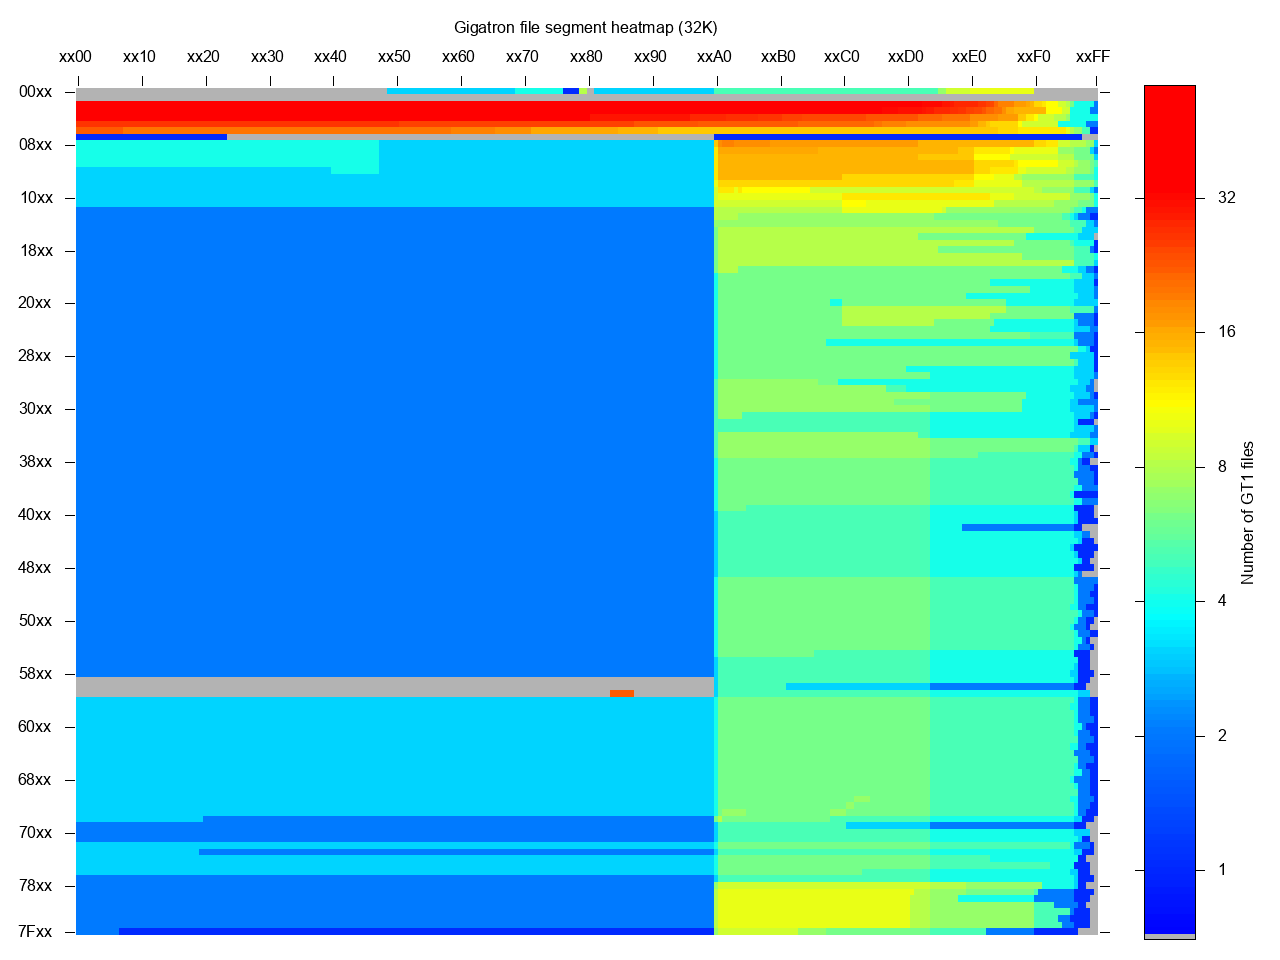 Gigatron file segment heatmap (32K)
xx00 xx10 xx20 xx30 xx40 xx50 xx60 xx70 xx80 xx90 xxA0 xxB0 xxC0 xxD0 xxE0 xxF0 xxFF
00xx
08xx
10xx
18xx
20xx
28xx
30xx
38xx
40xx
48xx
50xx
58xx
60xx
68xx
70xx
78xx
7Fxx
32
16
8
4
2
1
Number of GT1 files